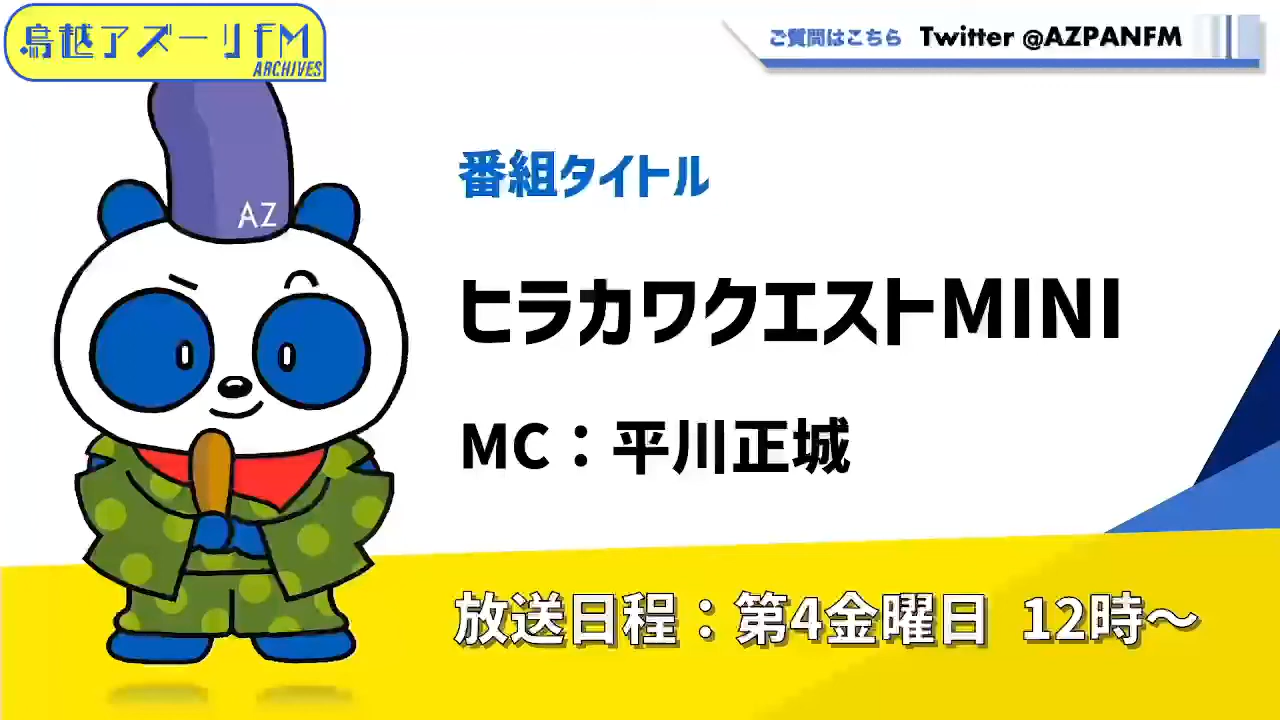 鳥越アズーリFM
ARCHIVES
ご質問はこちら Twitter @AZPANFM
AZ
番組タイトル
ヒラカワクエストMINI
MC：平川正城
放送日程：第4金曜日 12時～